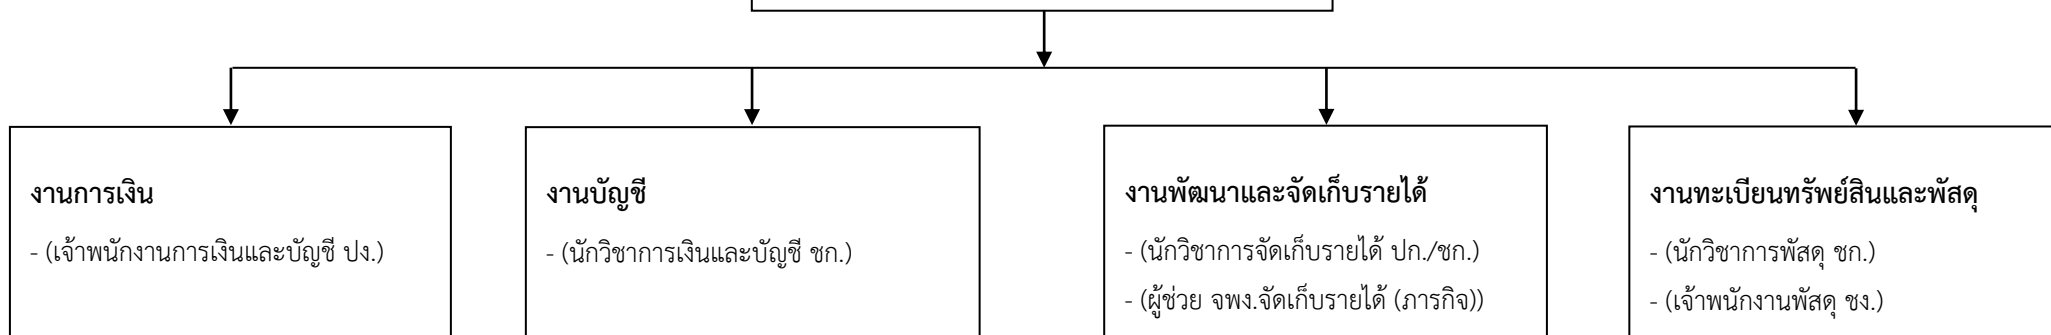 งานการเงิน
- (เจ้าพนักงานการเงินและบัญชี ปง.)
งานบัญชี
- (นักวิชาการเงินและบัญชี ชก.)
งานพัฒนาและจัดเก็บรายได้
- (นักวิชาการจัดเก็บรายได้ ปก./ชก.)
- (ผู้ช่วย จพง.จัดเก็บรายได้ (ภารกิจ))
งานทะเบียนทรัพย์สินและพัสดุ
- (นักวิชาการพัสดุ ชก.)
- (เจ้าพนักงานพัสดุ ชง.)